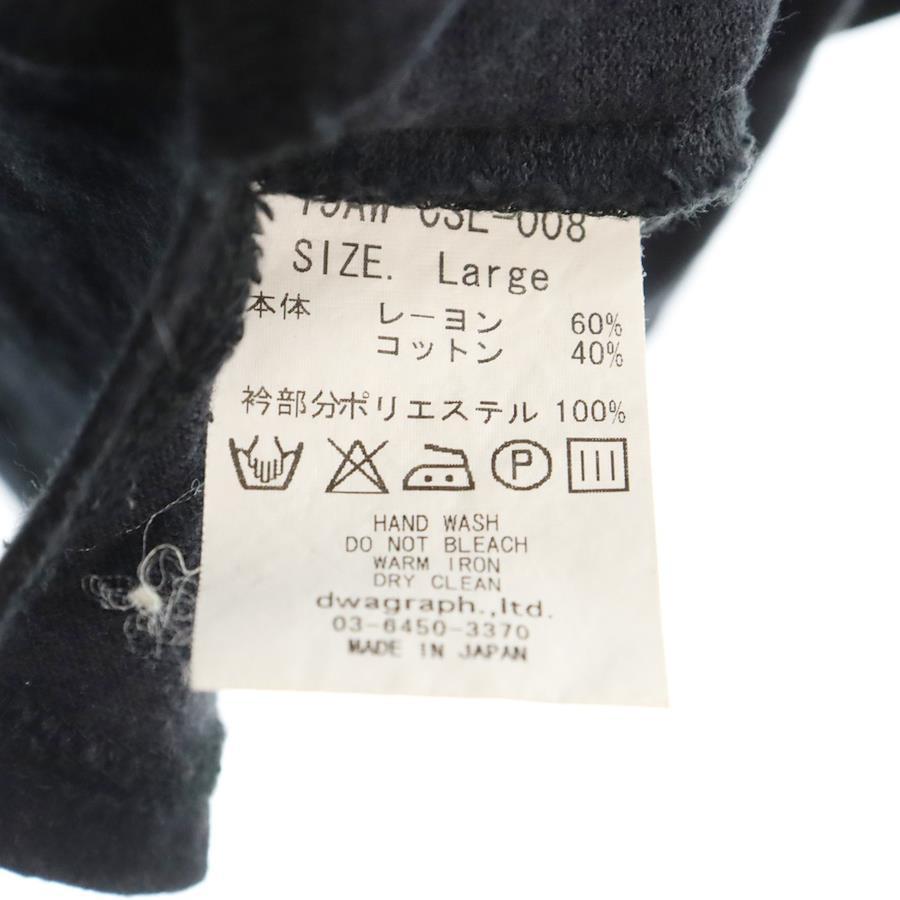 CSL-008
SIZE. Large
本体 レーヨン 60%
コットン 40%
衿部分ポリエステル 100%
P
HAND WASH
DO NOT BLEACH
WARM IRON
DRY CLEAN
dwagraph.,ltd.
03-6450-3370
MADE IN JAPAN